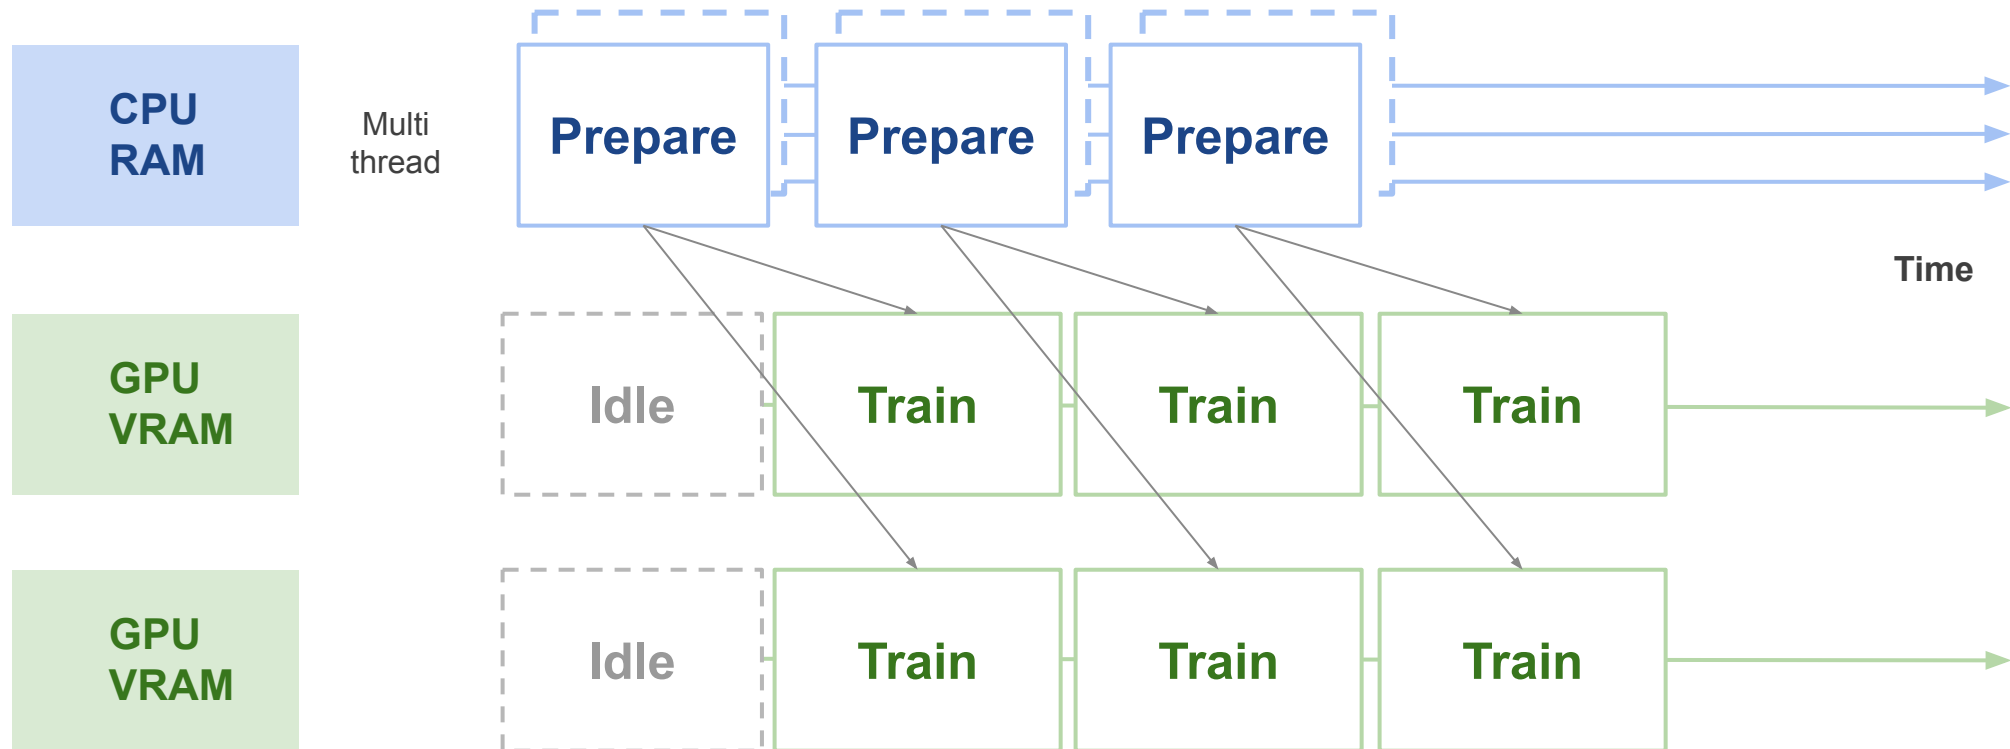 CPU
RAM
Multi
thread
Prepare
Prepare
Prepare
Time
GPU
VRAM
Idle
Train
Train
Train
GPU
VRAM
Idle
Train
Train
Train